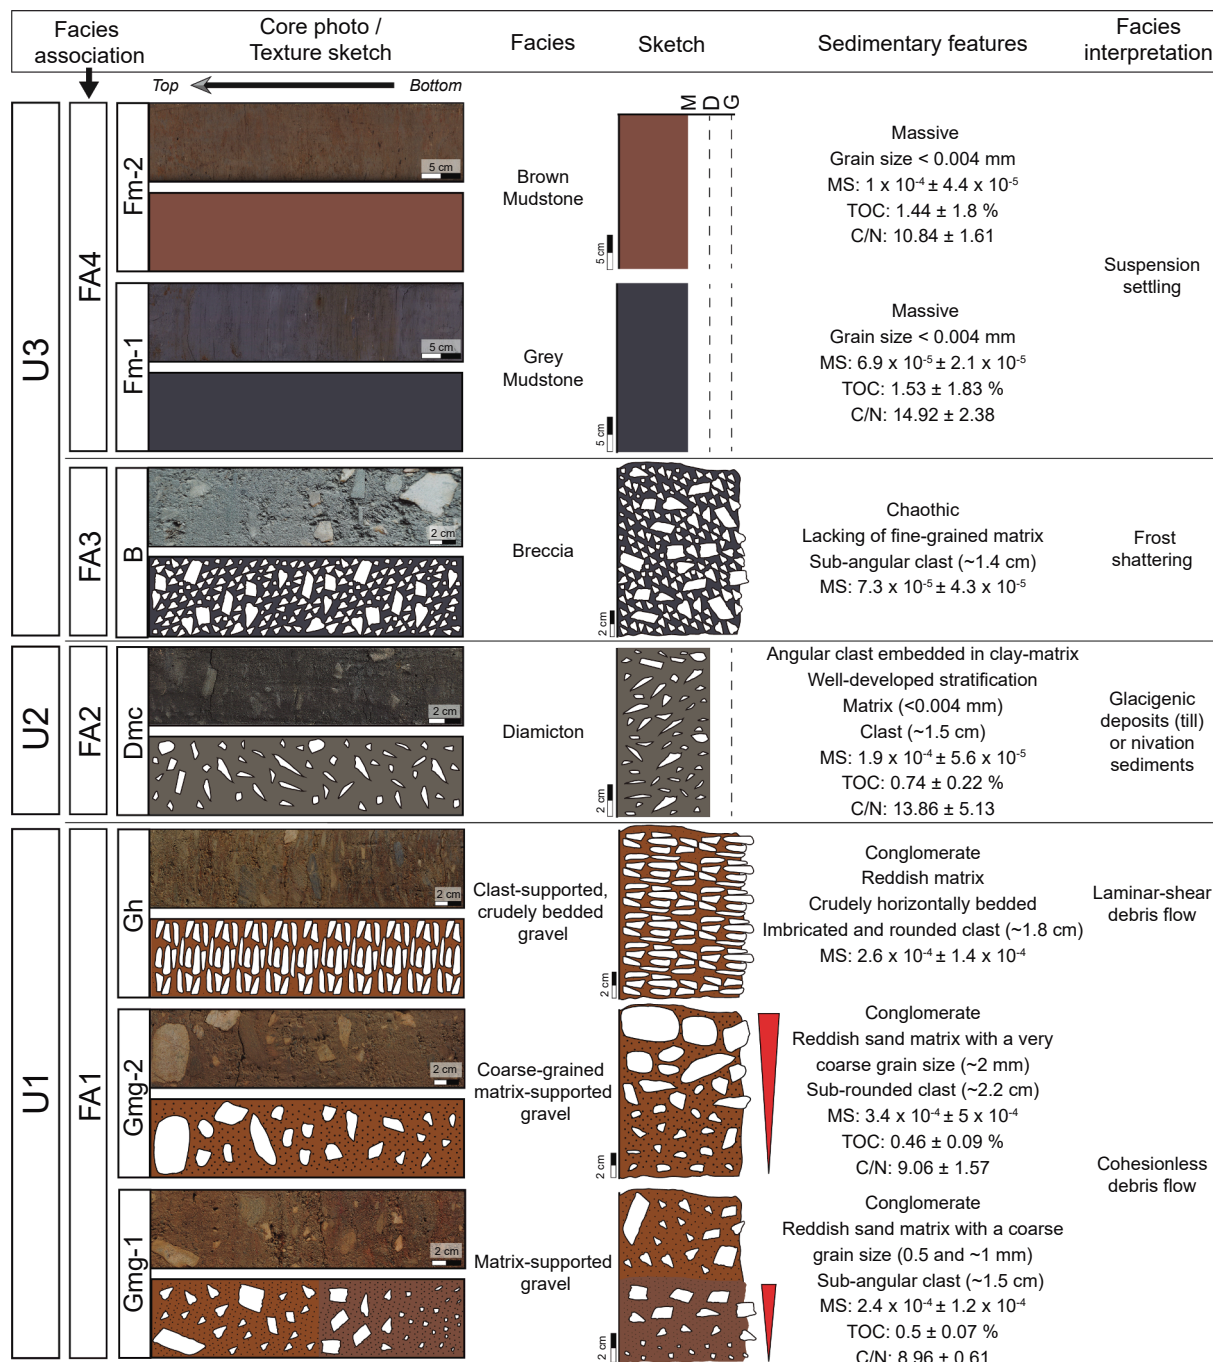 Facies association
Core photo / Texture sketch
Facies
Sketch
Sedimentary features
Facies interpretation
Top
Bottom
M
D
G
U3
FA4
Fm-2
5 cm
Brown
Mudstone
5 cm
Massive
Grain size < 0.004 mm
MS: 1 x 10⁻⁴ ± 4.4 x 10⁻⁵
TOC: 1.44 ± 1.8 %
C/N: 10.84 ± 1.61
Suspension
settling
Fm-1
5 cm
Grey
Mudstone
5 cm
Massive
Grain size < 0.004 mm
MS: 6.9 x 10⁻⁵ ± 2.1 x 10⁻⁵
TOC: 1.53 ± 1.83 %
C/N: 14.92 ± 2.38
FA3
B
2 cm
Breccia
2 cm
Chaothic
Lacking of fine-grained matrix
Sub-angular clast (~1.4 cm)
MS: 7.3 x 10⁻⁵ ± 4.3 x 10⁻⁵
Frost
shattering
U2
FA2
Dmc
2 cm
Diamicton
2 cm
Angular clast embedded in clay-matrix
Well-developed stratification
Matrix (<0.004 mm)
Clast (~1.5 cm)
MS: 1.9 x 10⁻⁴ ± 5.6 x 10⁻⁵
TOC: 0.74 ± 0.22 %
C/N: 13.86 ± 5.13
Glacigenic
deposits (till)
or nivation
sediments
U1
FA1
Gh
2 cm
Clast-supported,
crudely bedded
gravel
2 cm
Conglomerate
Reddish matrix
Crudely horizontally bedded
Imbricated and rounded clast (~1.8 cm)
MS: 2.6 x 10⁻⁴ ± 1.4 x 10⁻⁴
Laminar-shear
debris flow
Gmg-2
2 cm
Coarse-grained
matrix-supported
gravel
2 cm
Conglomerate
Reddish sand matrix with a very
coarse grain size (~2 mm)
Sub-rounded clast (~2.2 cm)
MS: 3.4 x 10⁻⁴ ± 5 x 10⁻⁴
TOC: 0.46 ± 0.09 %
C/N: 9.06 ± 1.57
Cohesionless
debris flow
Gmg-1
2 cm
Matrix-supported
gravel
2 cm
Conglomerate
Reddish sand matrix with a coarse
grain size (0.5 and ~1 mm)
Sub-angular clast (~1.5 cm)
MS: 2.4 x 10⁻⁴ ± 1.2 x 10⁻⁴
TOC: 0.5 ± 0.07 %
C/N: 8.96 ± 0.61